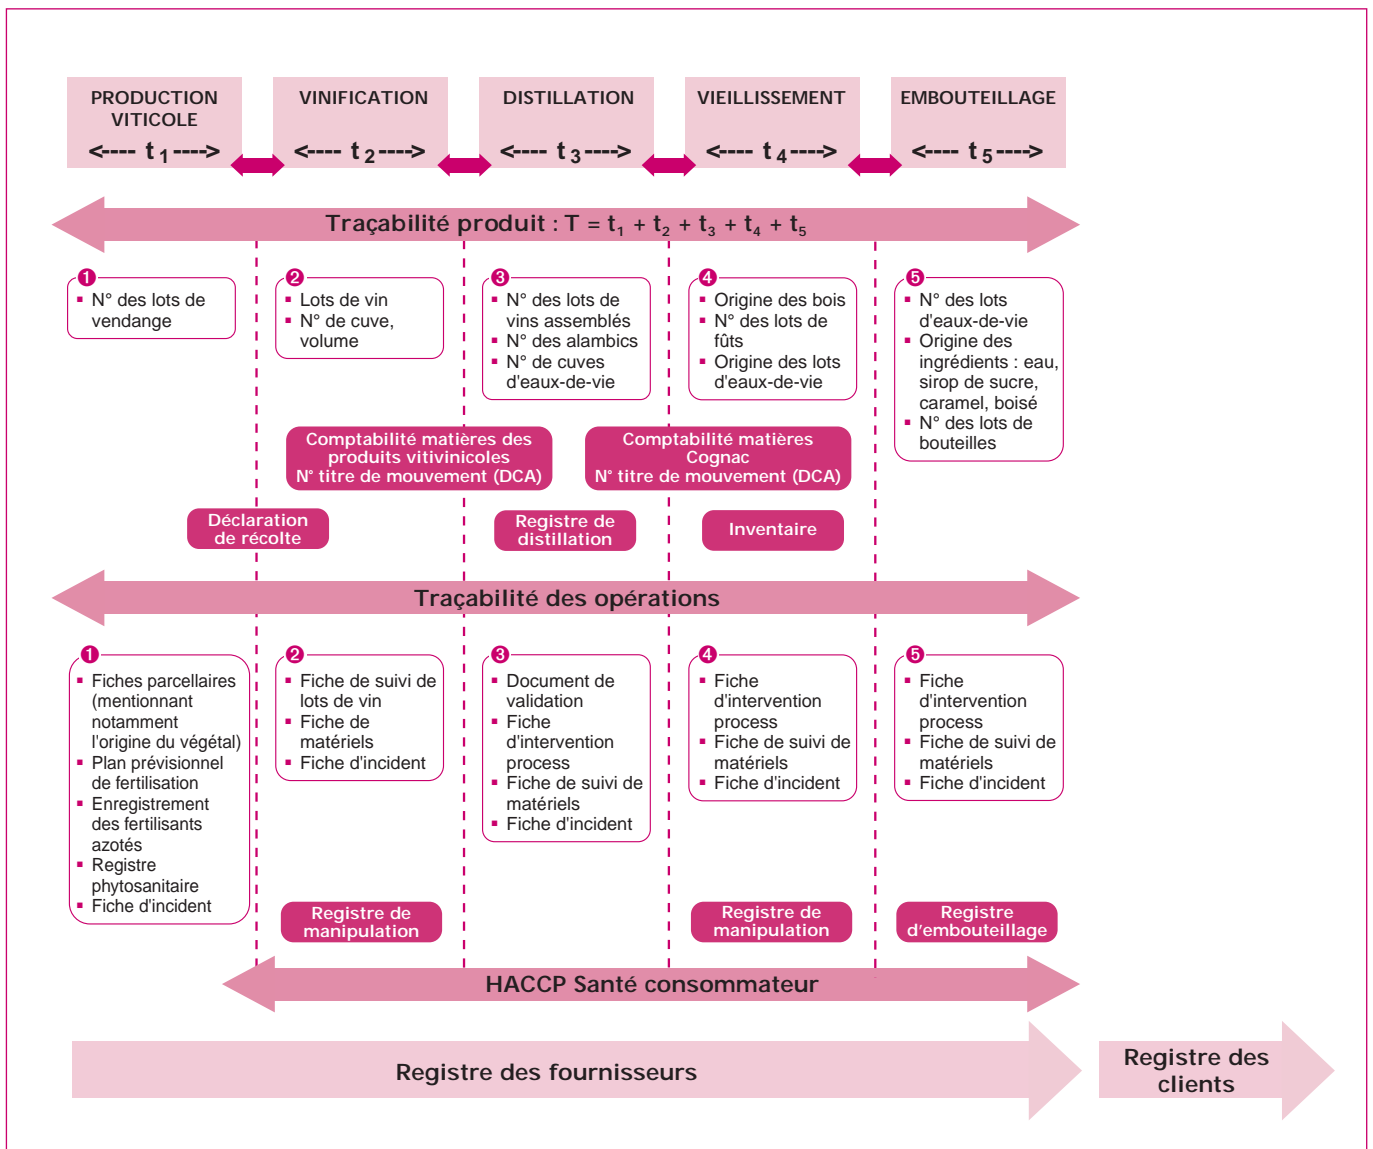 PRODUCTION
VITICOLE
<---- t1 ---->
VINIFICATION
<---- t2 ---->
DISTILLATION
<---- t3 ---->
VIEILLISSEMENT
<---- t4 ---->
EMBOUTEILLAGE
<---- t5 ---->
Traçabilité produit : T = t1 + t2 + t3 + t4 + t5
1
▪ N° des lots de
vendange
2
▪ Lots de vin
▪ N° de cuve,
volume
3
▪ N° des lots de
vins assemblés
▪ N° des alambics
▪ N° de cuves
d'eaux-de-vie
4
▪ Origine des bois
▪ N° des lots de
fûts
▪ Origine des lots
d'eaux-de-vie
5
▪ N° des lots
d'eaux-de-vie
▪ Origine des
ingrédients : eau,
sirop de sucre,
caramel, boisé
▪ N° des lots de
bouteilles
Comptabilité matières des
produits vitivinicoles
N° titre de mouvement (DCA)
Comptabilité matières
Cognac
N° titre de mouvement (DCA)
Déclaration
de récolte
Registre de
distillation
Inventaire
Traçabilité des opérations
1
▪ Fiches parcellaires
(mentionnant
notamment
l'origine du végétal)
▪ Plan prévisionnel
de fertilisation
▪ Enregistrement
des fertilisants
azotés
▪ Registre
phytosanitaire
▪ Fiche d'incident
2
▪ Fiche de suivi de
lots de vin
▪ Fiche de
matériels
▪ Fiche d'incident
3
▪ Document de
validation
▪ Fiche
d'intervention
process
▪ Fiche de suivi de
matériels
▪ Fiche d'incident
4
▪ Fiche
d'intervention
process
▪ Fiche de suivi de
matériels
▪ Fiche d'incident
5
▪ Fiche
d'intervention
process
▪ Fiche de suivi de
matériels
▪ Fiche d'incident
Registre de
manipulation
Registre de
manipulation
Registre
d'embouteillage
HACCP Santé consommateur
Registre des fournisseurs
Registre des
clients